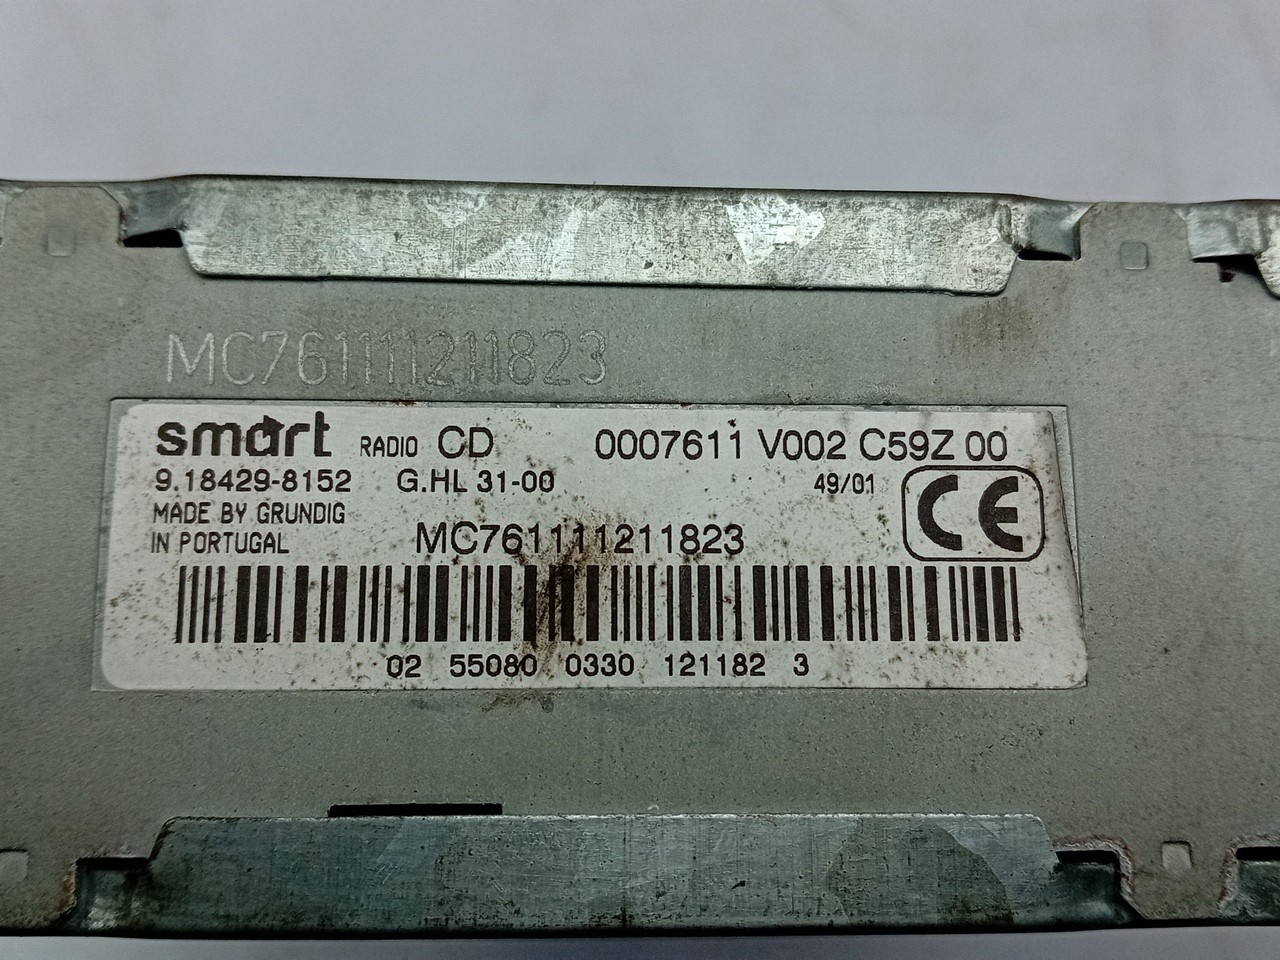 MC761111211823
smart RADIO CD 0007611 V002 C59Z 00
9.18429-8152 G.HL 31-00 49/01
MADE BY GRUNDIG
IN PORTUGAL MC761111211823
CE
02 55080 0330 121182 3